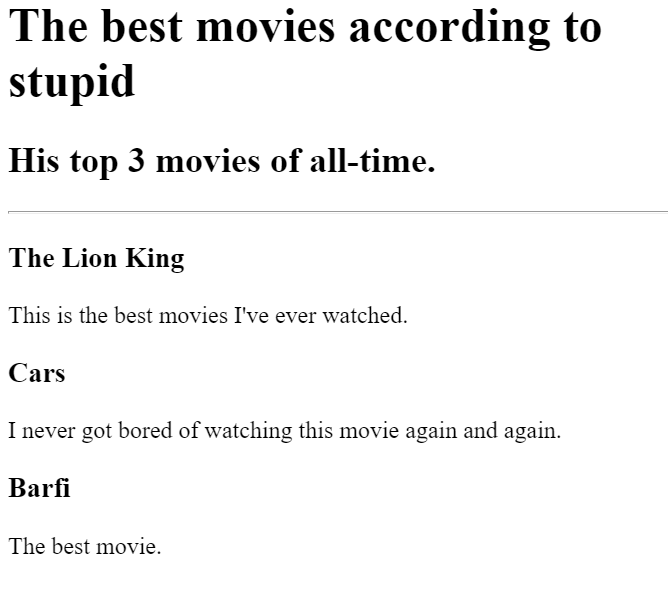 The best movies according to
stupid
His top 3 movies of all-time.
The Lion King
This is the best movies I've ever watched.
Cars
I never got bored of watching this movie again and again.
Barfi
The best movie.